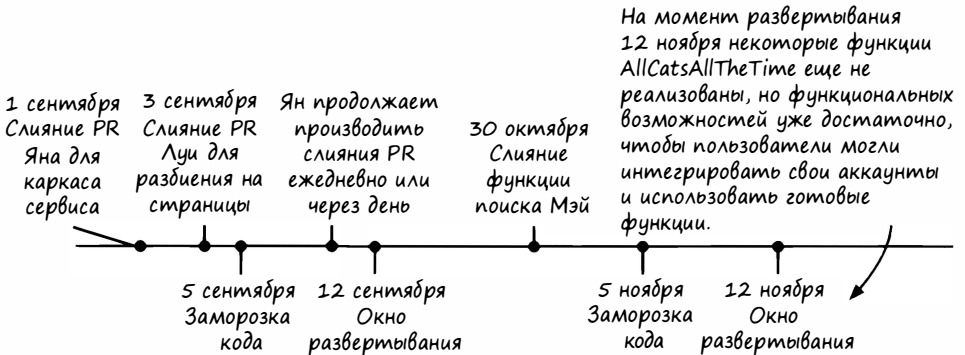 На момент развертывания
12 ноября некоторые функции
AllCatsAllTheTime еще не
реализованы, но функциональных
возможностей уже достаточно,
чтобы пользователи могли
интегрировать свои аккаунты
и использовать готовые
функции.
1 сентября
Слияние PR
Яна для
каркаса
сервиса
3 сентября
Слияние PR
Луи для
разбиения на
страницы
Ян продолжает
производить
слияния PR
ежедневно или
через день
30 октября
Слияние
функции
поиска Мэй
5 сентября
Заморозка
кода
12 сентября
Окно
развертывания
5 ноября
Заморозка
кода
12 ноября
Окно
развертывания